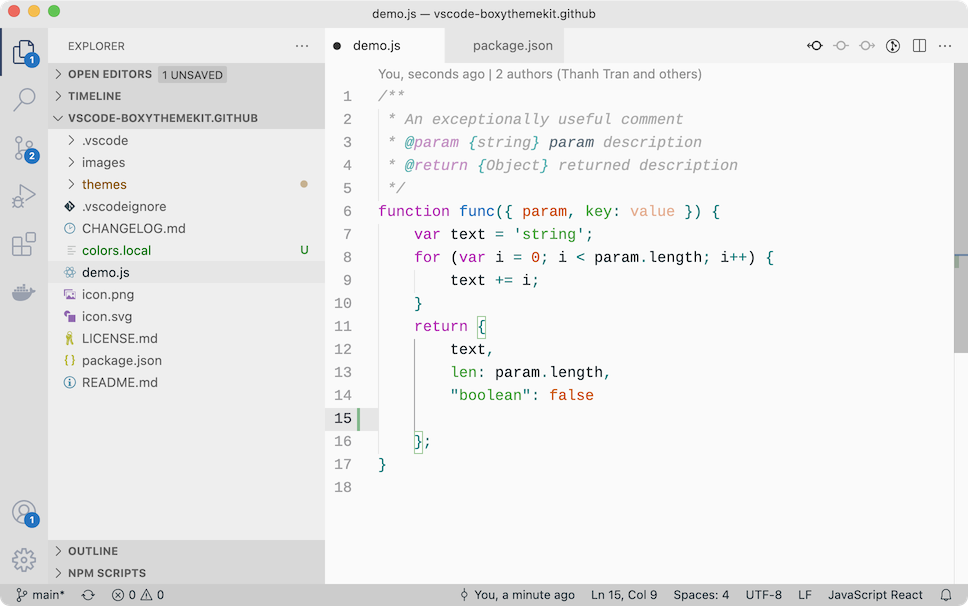 demo.js — vscode-boxythemekit.github
EXPLORER
OPEN EDITORS 1 UNSAVED
TIMELINE
VSCODE-BOXYTHEMEKIT.GITHUB
.vscode
images
themes
.vscodeignore
CHANGELOG.md
colors.local U
demo.js
icon.png
icon.svg
LICENSE.md
package.json
README.md
OUTLINE
NPM SCRIPTS
1
2
1
demo.js package.json
You, seconds ago | 2 authors (Thanh Tran and others)
1 /**
2 * An exceptionally useful comment
3 * @param {string} param description
4 * @return {Object} returned description
5 */
6 function func({ param, key: value }) {
7 var text = 'string';
8 for (var i = 0; i < param.length; i++) {
9 text += i;
10 }
11 return {
12 text,
13 len: param.length,
14 "boolean": false
15
16 };
17 }
18
main* 0 0 You, a minute ago Ln 15, Col 9 Spaces: 4 UTF-8 LF JavaScript React